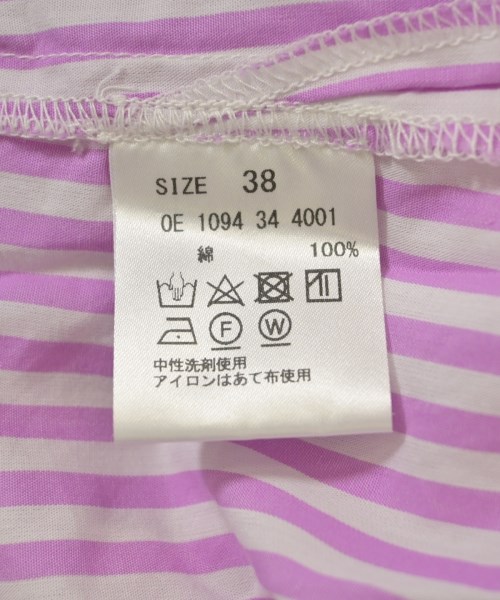 SIZE 38
OE 1094 34 4001
綿 100%
F W
中性洗剤使用
アイロンはあて布使用